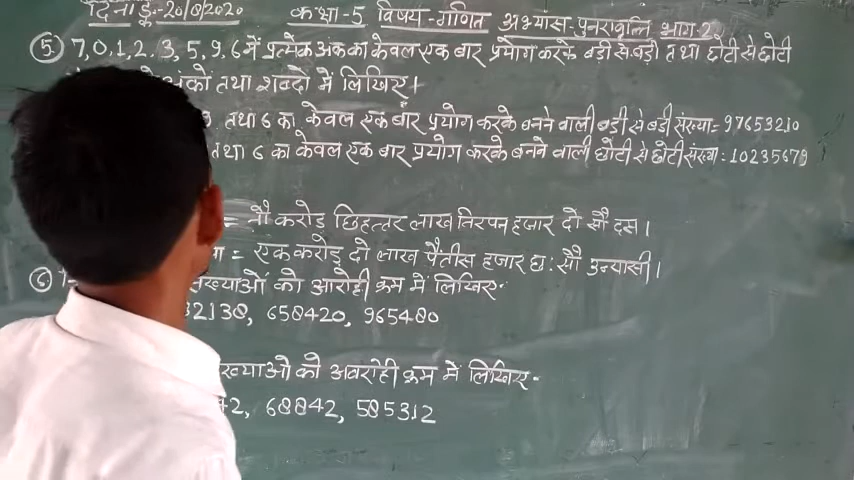 दिनाङ्क:-20/8/2020 कक्षा-5 विषय-गणित अभ्यास-पुनरावृत्ति भाग-2
⑤ 7, 0, 1, 2, 3, 5, 9, 6 में प्रत्येक अंक का केवल एक बार प्रयोग करके बड़ी से बड़ी तथा छोटी से छोटी
अंकों तथा शब्दों में लिखिए।
तथा 6 का केवल एक बार प्रयोग करके बनने वाली बड़ी से बड़ी संख्या = 97653210
तथा 6 का केवल एक बार प्रयोग करके बनने वाली छोटी से छोटी संख्या = 10235679
= नौ करोड़ छिहत्तर लाख तिरपन हजार दो सौ दस।
= एक करोड़ दो लाख पैंतीस हजार छः सौ उन्यासी।
⑥ संख्याओं को आरोही क्रम में लिखिए-
32138, 658420, 965480
संख्याओं को अवरोही क्रम में लिखिए-
42, 68842, 585312